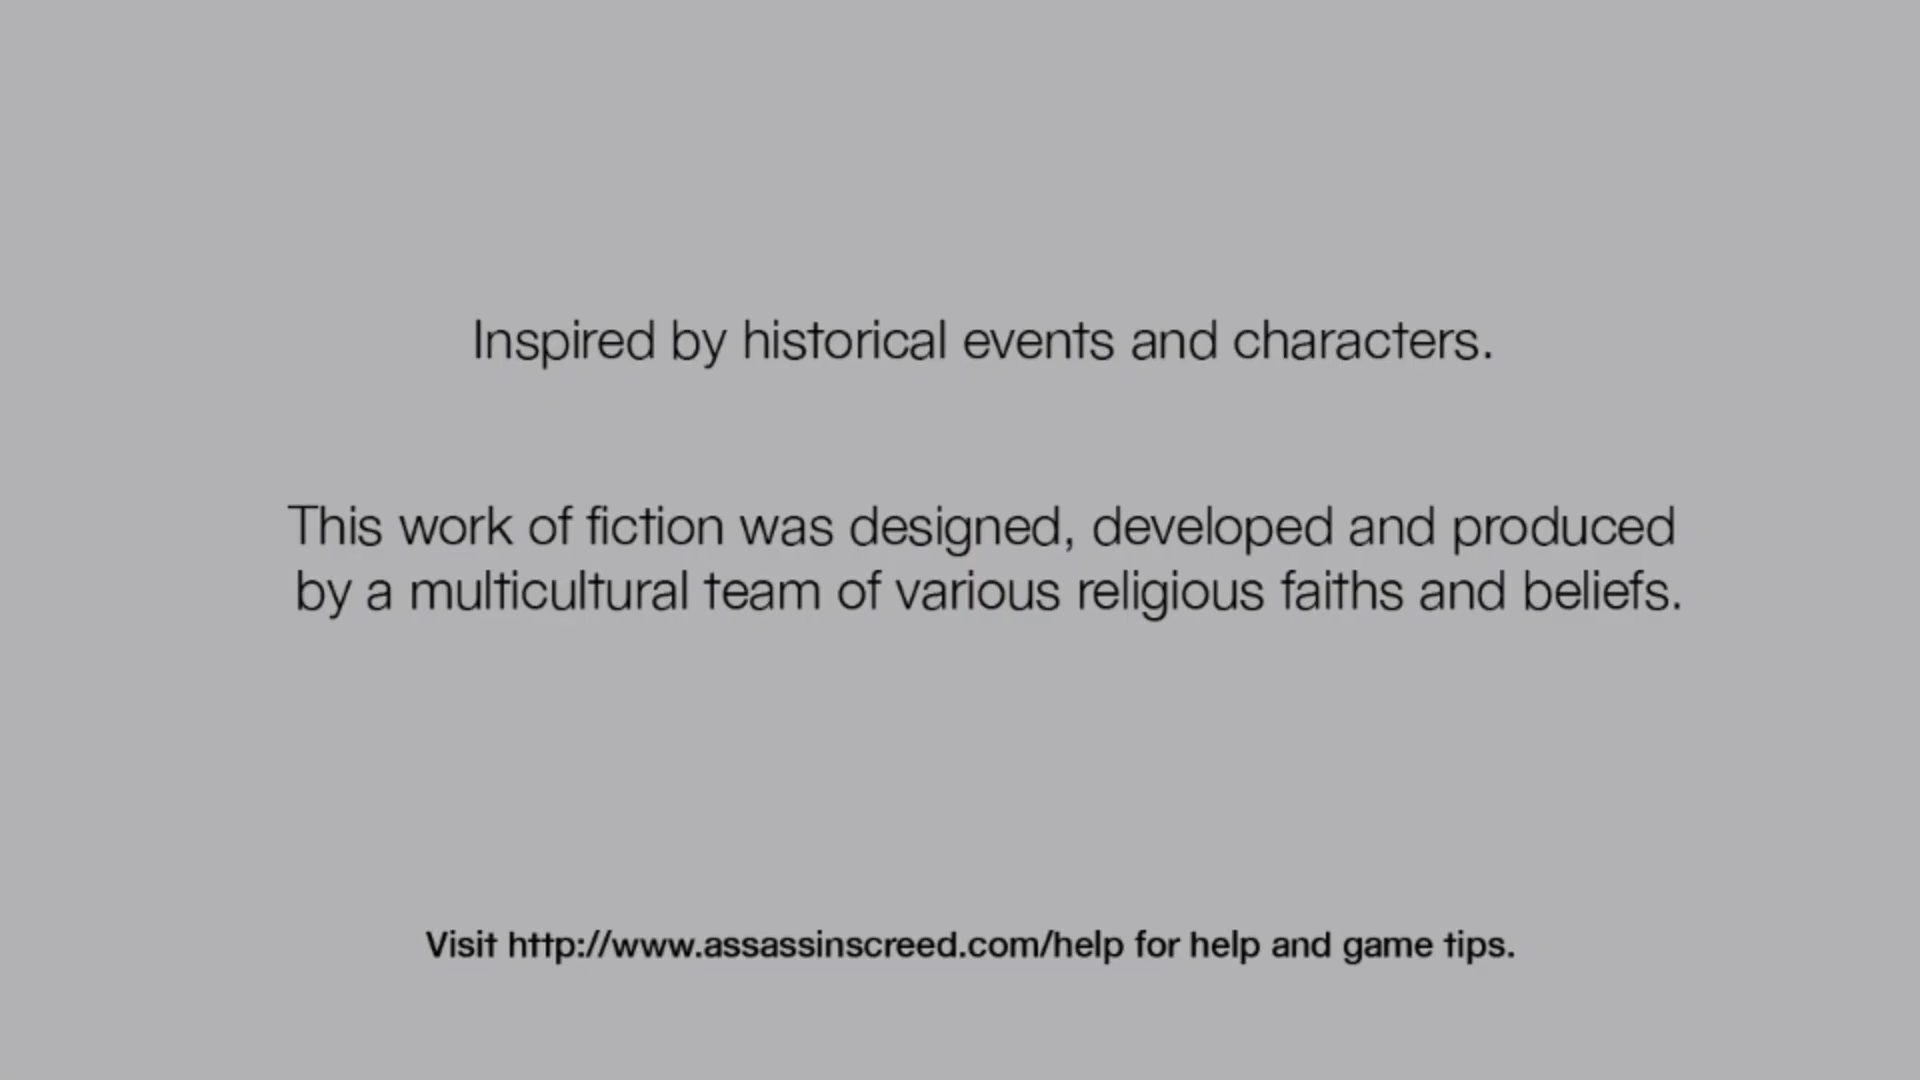 Inspired by historical events and characters.
This work of fiction was designed, developed and produced
by a multicultural team of various religious faiths and beliefs.
Visit http://www.assassinscreed.com/help for help and game tips.